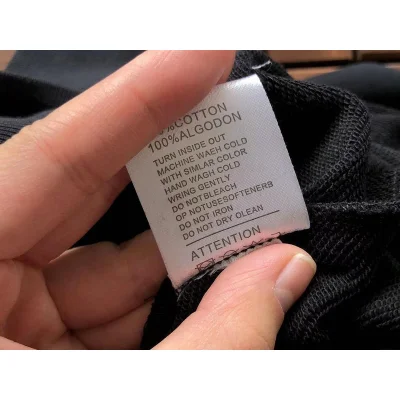 %COTTON
100%ALGODON
TURN INSIDE OUT
MACHINE WAEH COLD
WITH SIMLAR COLOR
HAND WAGH COLD
WRING GENTLY
DO NOTBLEACH
OP NOTUSESOFTENERB
DO NOT IRON
DO NOT DRY OLEAN
ATTENTION